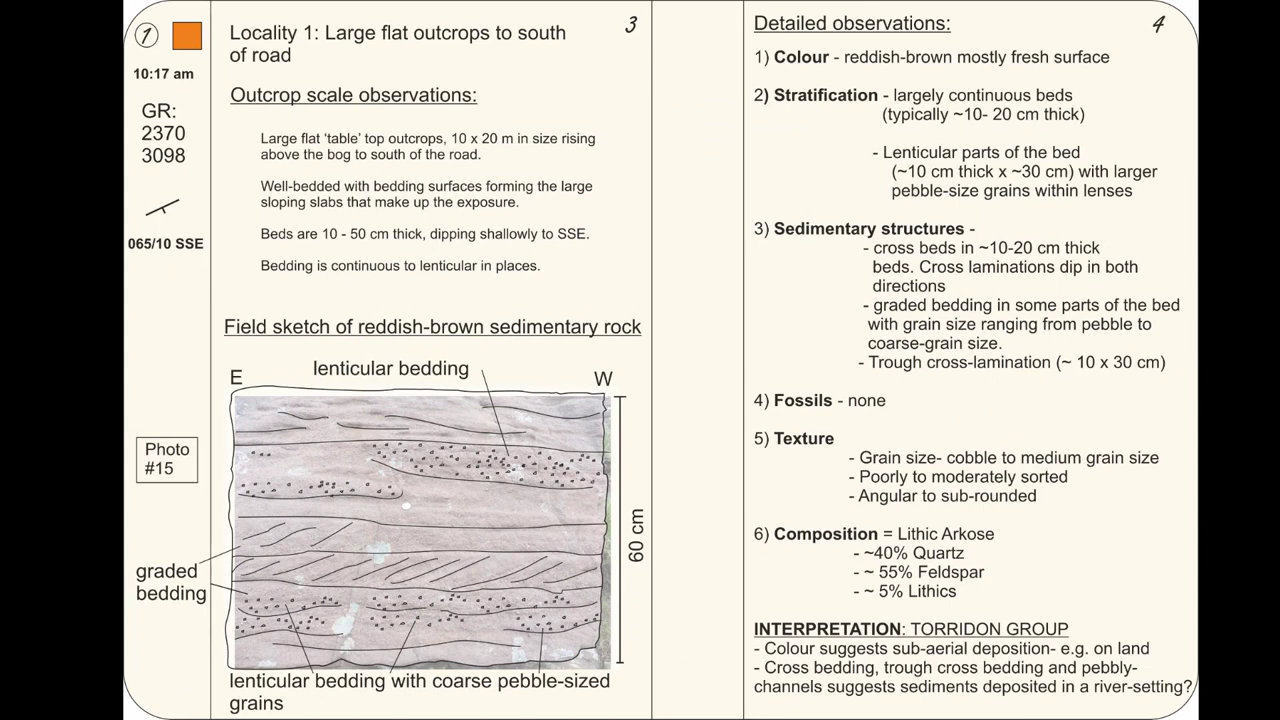 1
10:17 am
GR:
2370
3098
065/10 SSE
Photo
#15
3
Locality 1: Large flat outcrops to south
of road
Outcrop scale observations:
Large flat ‘table’ top outcrops, 10 x 20 m in size rising
above the bog to south of the road.
Well-bedded with bedding surfaces forming the large
sloping slabs that make up the exposure.
Beds are 10 - 50 cm thick, dipping shallowly to SSE.
Bedding is continuous to lenticular in places.
Field sketch of reddish-brown sedimentary rock
lenticular bedding
E
W
60 cm
graded
bedding
lenticular bedding with coarse pebble-sized
grains
4
Detailed observations:
1) Colour - reddish-brown mostly fresh surface
2) Stratification - largely continuous beds
(typically ~10- 20 cm thick)
- Lenticular parts of the bed
(~10 cm thick x ~30 cm) with larger
pebble-size grains within lenses
3) Sedimentary structures -
- cross beds in ~10-20 cm thick
beds. Cross laminations dip in both
directions
- graded bedding in some parts of the bed
with grain size ranging from pebble to
coarse-grain size.
- Trough cross-lamination (~ 10 x 30 cm)
4) Fossils - none
5) Texture
- Grain size- cobble to medium grain size
- Poorly to moderately sorted
- Angular to sub-rounded
6) Composition = Lithic Arkose
- ~40% Quartz
- ~ 55% Feldspar
- ~ 5% Lithics
INTERPRETATION: TORRIDON GROUP
- Colour suggests sub-aerial deposition- e.g. on land
- Cross bedding, trough cross bedding and pebbly-
channels suggests sediments deposited in a river-setting?